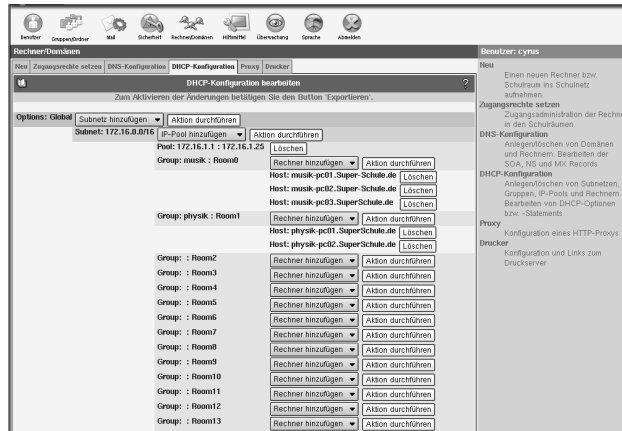 Benutzer Gruppen/Ordner Mail Sicherheit Rechner/Domänen Hilfsmittel Überwachung Sprache Abmelden
Rechner/Domänen
Neu Zugangsrechte setzen DNS-Konfiguration DHCP-Konfiguration Proxy Drucker
DHCP-Konfiguration bearbeiten ?
Zum Aktivieren der Änderungen betätigen Sie den Button 'Exportieren'.
Options: Global Subnetz hinzufügen Aktion durchführen
Subnet: 172.16.0.0/16 IP-Pool hinzufügen Aktion durchführen
Pool: 172.16.1.1 : 172.16.1.25 Löschen
Group: musik : Room0 Rechner hinzufügen Aktion durchführen
Host: musik-pc01.Super-Schule.de Löschen
Host: musik-pc02.Super-Schule.de Löschen
Host: musik-pc03.SuperSchule.de Löschen
Group: physik : Room1 Rechner hinzufügen Aktion durchführen
Host: physik-pc01.SuperSchule.de Löschen
Host: physik-pc02.SuperSchule.de Löschen
Group: : Room2 Rechner hinzufügen Aktion durchführen
Group: : Room3 Rechner hinzufügen Aktion durchführen
Group: : Room4 Rechner hinzufügen Aktion durchführen
Group: : Room5 Rechner hinzufügen Aktion durchführen
Group: : Room6 Rechner hinzufügen Aktion durchführen
Group: : Room7 Rechner hinzufügen Aktion durchführen
Group: : Room8 Rechner hinzufügen Aktion durchführen
Group: : Room9 Rechner hinzufügen Aktion durchführen
Group: : Room10 Rechner hinzufügen Aktion durchführen
Group: : Room11 Rechner hinzufügen Aktion durchführen
Group: : Room12 Rechner hinzufügen Aktion durchführen
Group: : Room13 Rechner hinzufügen Aktion durchführen
Benutzer: cyrus
Neu
Einen neuen Rechner bzw.
Schulraum ins Schulnetz
aufnehmen.
Zugangsrechte setzen
Zugangsadministration der Rechne
in den Schulräumen.
DNS-Konfiguration
Anlegen/löschen von Domänen
und Rechnern. Bearbeiten der
SOA, NS und MX Records
DHCP-Konfiguration
Anlegen/löschen von Subnetzen,
Gruppen, IP-Pools und Rechnern.
Bearbeiten von DHCP-Optionen
bzw. -Statements
Proxy
Konfiguration eines HTTP-Proxys
Drucker
Konfiguration und Links zum
Druckserver